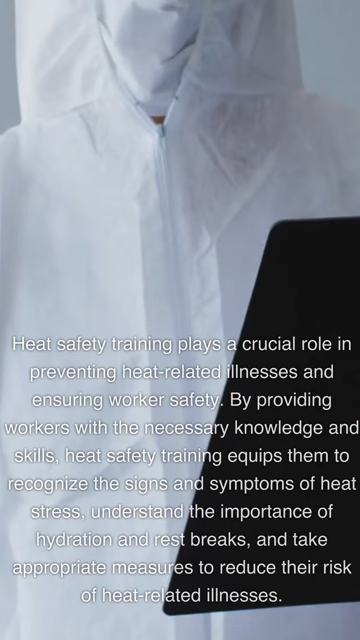 Heat safety training plays a crucial role in
preventing heat-related illnesses and
ensuring worker safety. By providing
workers with the necessary knowledge and
skills, heat safety training equips them to
recognize the signs and symptoms of heat
stress, understand the importance of
hydration and rest breaks, and take
appropriate measures to reduce their risk
of heat-related illnesses.